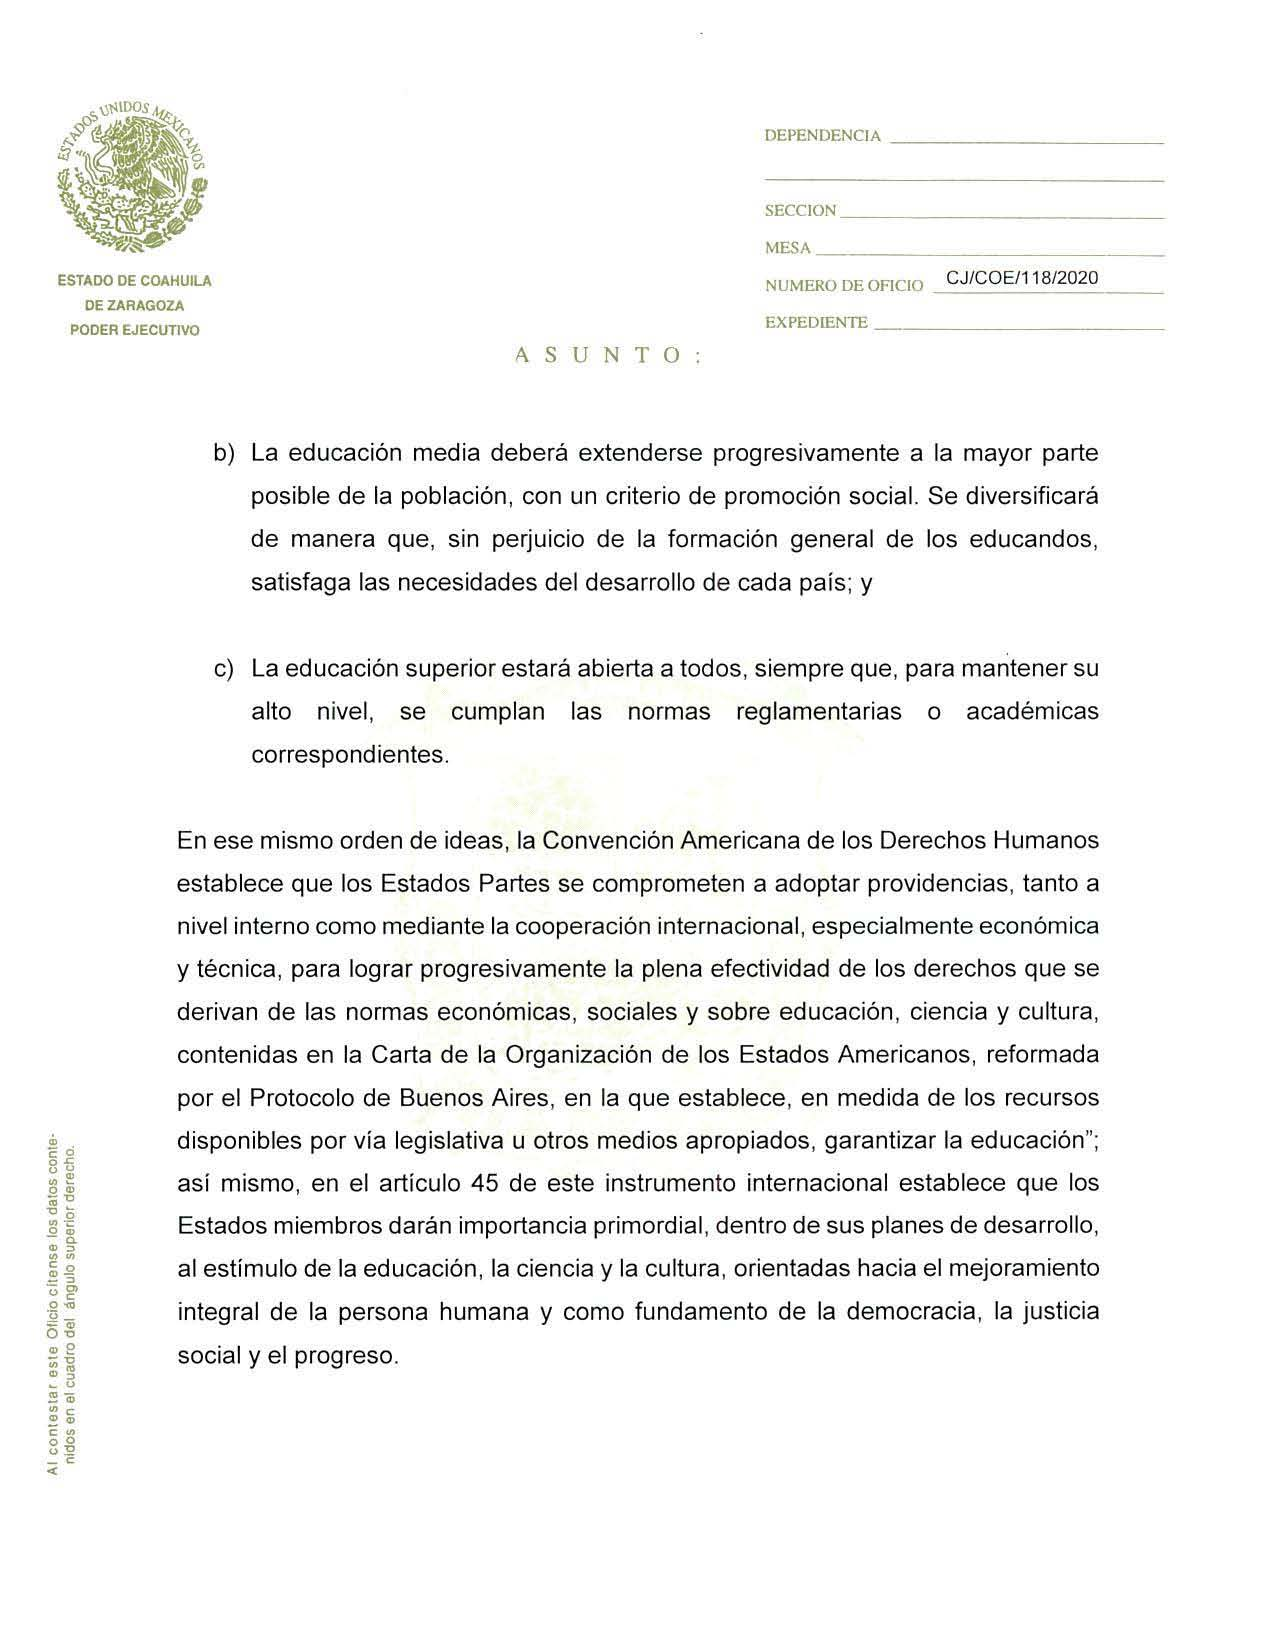 ESTADOS UNIDOS MEXICANOS
ESTADO DE COAHUILA
DE ZARAGOZA
PODER EJECUTIVO
DEPENDENCIA
SECCION
MESA
NUMERO DE OFICIO CJ/COE/118/2020
EXPEDIENTE
ASUNTO:
b) La educación media deberá extenderse progresivamente a la mayor parte
posible de la población, con un criterio de promoción social. Se diversificará
de manera que, sin perjuicio de la formación general de los educandos,
satisfaga las necesidades del desarrollo de cada país; y
c) La educación superior estará abierta a todos, siempre que, para mantener su
alto nivel, se cumplan las normas reglamentarias o académicas
correspondientes.
En ese mismo orden de ideas, la Convención Americana de los Derechos Humanos
establece que los Estados Partes se comprometen a adoptar providencias, tanto a
nivel interno como mediante la cooperación internacional, especialmente económica
y técnica, para lograr progresivamente la plena efectividad de los derechos que se
derivan de las normas económicas, sociales y sobre educación, ciencia y cultura,
contenidas en la Carta de la Organización de los Estados Americanos, reformada
por el Protocolo de Buenos Aires, en la que establece, en medida de los recursos
disponibles por vía legislativa u otros medios apropiados, garantizar la educación”;
así mismo, en el artículo 45 de este instrumento internacional establece que los
Estados miembros darán importancia primordial, dentro de sus planes de desarrollo,
al estímulo de la educación, la ciencia y la cultura, orientadas hacia el mejoramiento
integral de la persona humana y como fundamento de la democracia, la justicia
social y el progreso.
Al contestar este Oficio cítense los datos conte-
nidos en el cuadro del ángulo superior derecho.